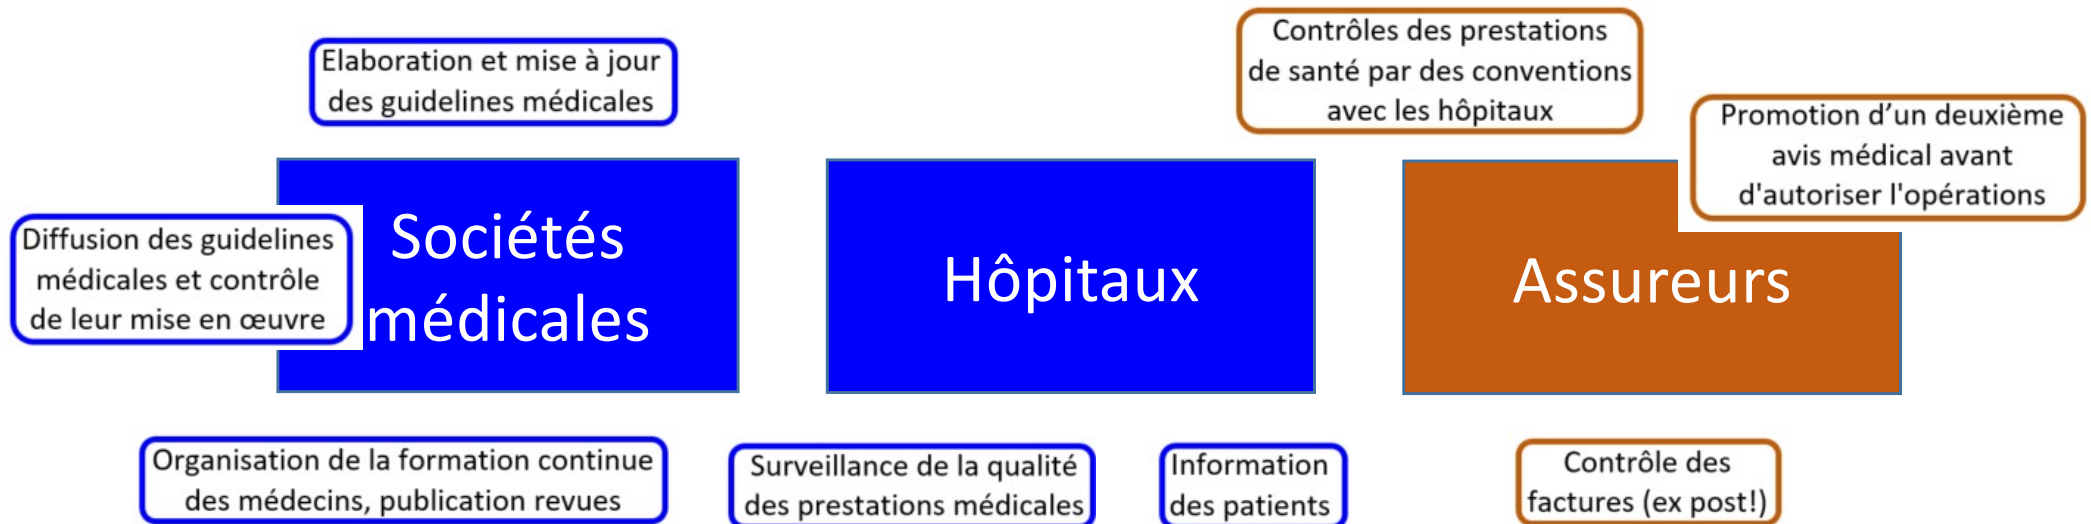 Elaboration et mise à jour
des guidelines médicales
Contrôles des prestations
de santé par des conventions
avec les hôpitaux
Promotion d’un deuxième
avis médical avant
d'autoriser l'opérations
Diffusion des guidelines
médicales et contrôle
de leur mise en œuvre
Sociétés
médicales
Hôpitaux
Assureurs
Organisation de la formation continue
des médecins, publication revues
Surveillance de la qualité
des prestations médicales
Information
des patients
Contrôle des
factures (ex post!)